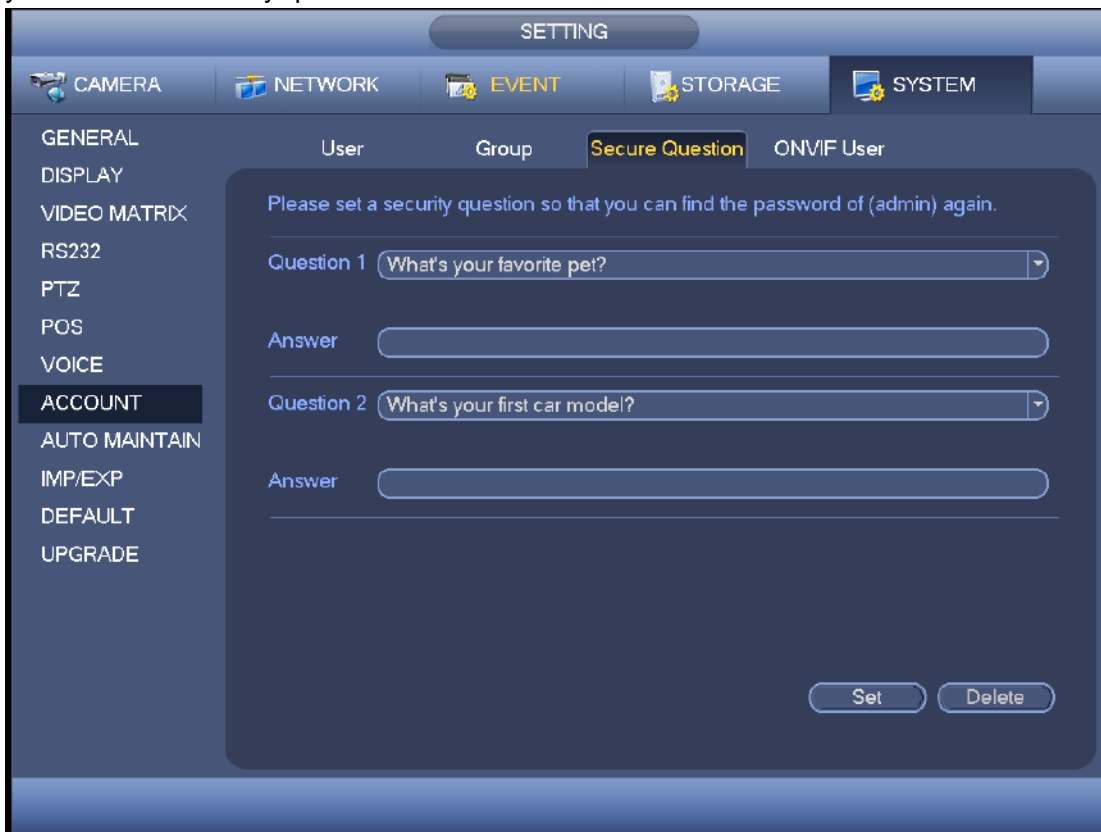 SETTING
CAMERA NETWORK EVENT STORAGE SYSTEM
GENERAL
DISPLAY
VIDEO MATRIX
RS232
PTZ
POS
VOICE
ACCOUNT
AUTO MAINTAIN
IMP/EXP
DEFAULT
UPGRADE
User Group Secure Question ONVIF User
Please set a security question so that you can find the password of (admin) again.
Question 1 What's your favorite pet?
Answer
Question 2 What's your first car model?
Answer
Set Delete